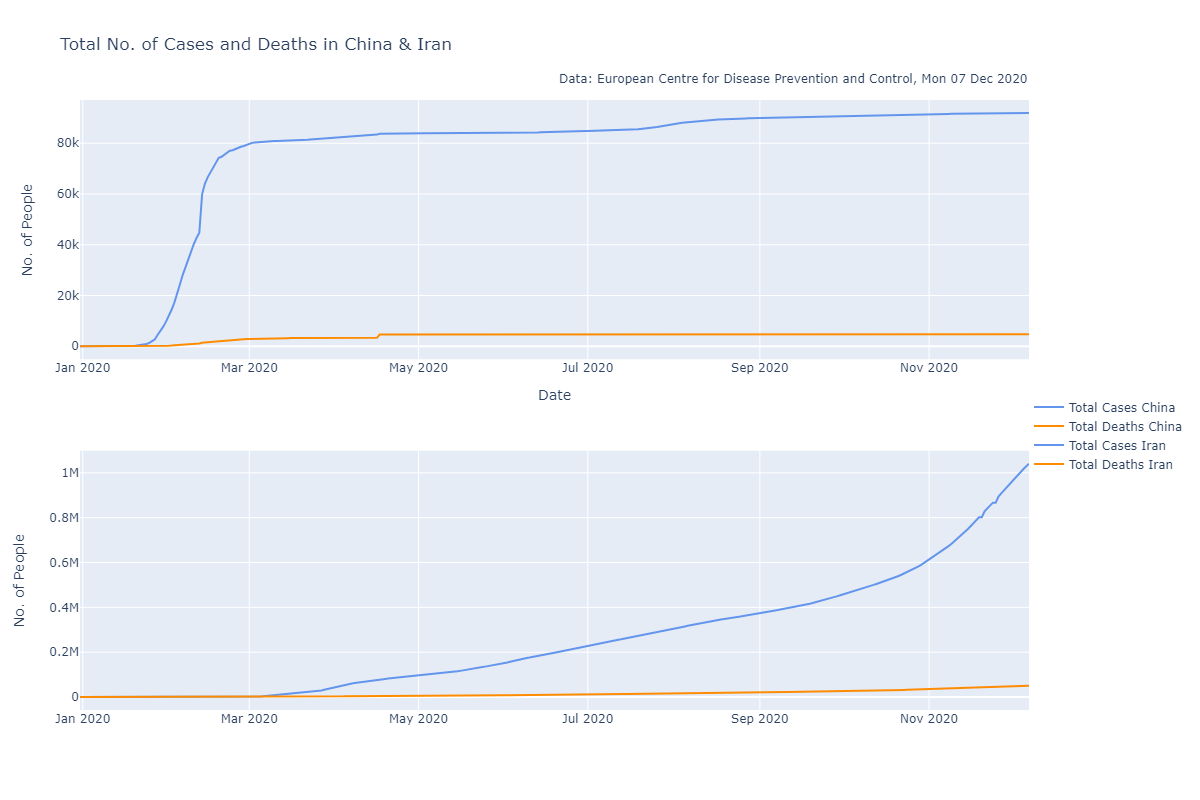 Total No. of Cases and Deaths in China & Iran
Data: European Centre for Disease Prevention and Control, Mon 07 Dec 2020
No. of People
80k
60k
40k
20k
0
Jan 2020 Mar 2020 May 2020 Jul 2020 Sep 2020 Nov 2020
Date
Total Cases China
Total Deaths China
Total Cases Iran
Total Deaths Iran
No. of People
1M
0.8M
0.6M
0.4M
0.2M
0
Jan 2020 Mar 2020 May 2020 Jul 2020 Sep 2020 Nov 2020